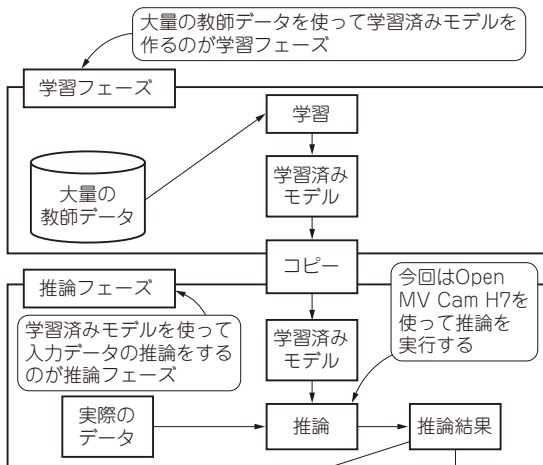 大量の教師データを使って学習済みモデルを
作るのが学習フェーズ
学習フェーズ
学習
大量の
教師データ
学習済み
モデル
コピー
推論フェーズ
今回はOpen
MV Cam H7を
使って推論を
実行する
学習済みモデルを使って
入力データの推論をする
のが推論フェーズ
学習済み
モデル
実際の
データ
推論
推論結果